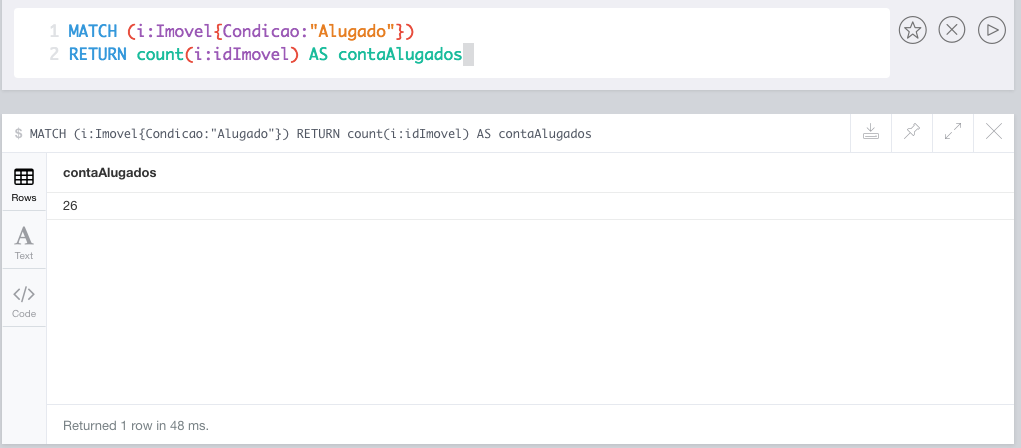 1 MATCH (i:Imovel{Condicao:"Alugado"})
2 RETURN count(i:idImovel) AS contaAlugados
$ MATCH (i:Imovel{Condicao:"Alugado"}) RETURN count(i:idImovel) AS contaAlugados
contaAlugados
Rows
26
A
Text
</>
Code
Returned 1 row in 48 ms.